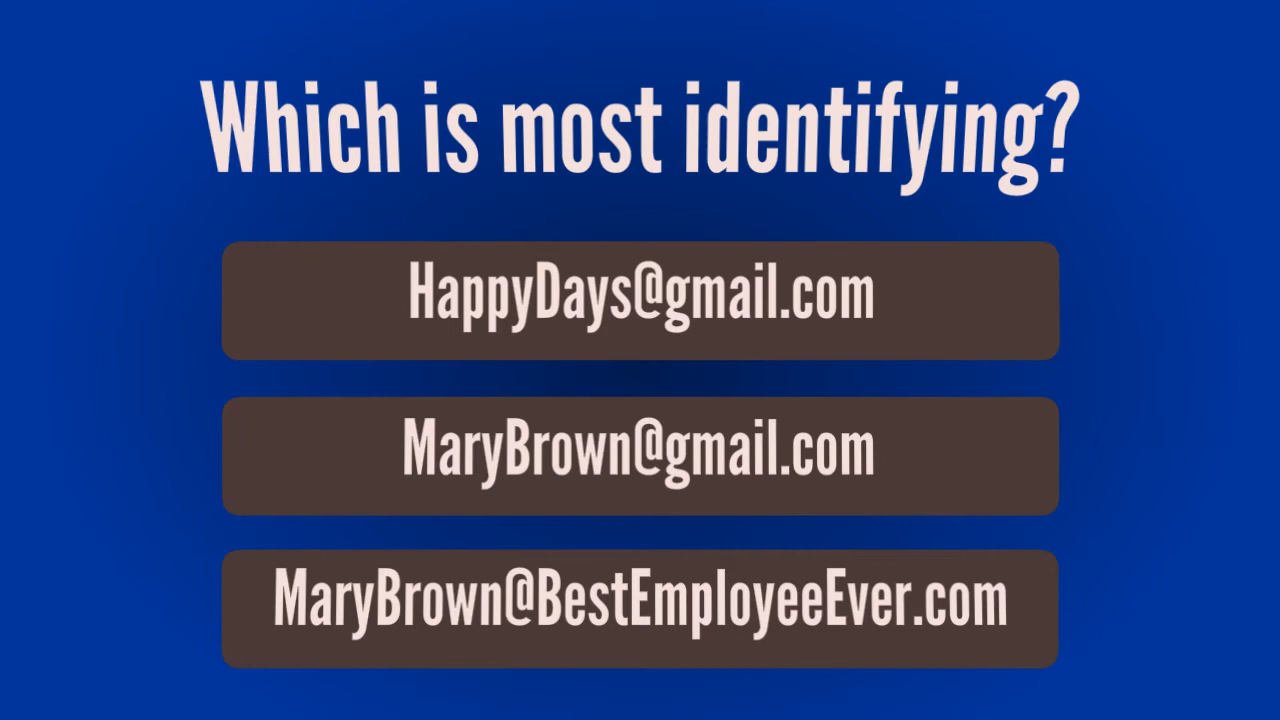 Which is most identifying?
HappyDays@gmail.com
MaryBrown@gmail.com
MaryBrown@BestEmployeeEver.com